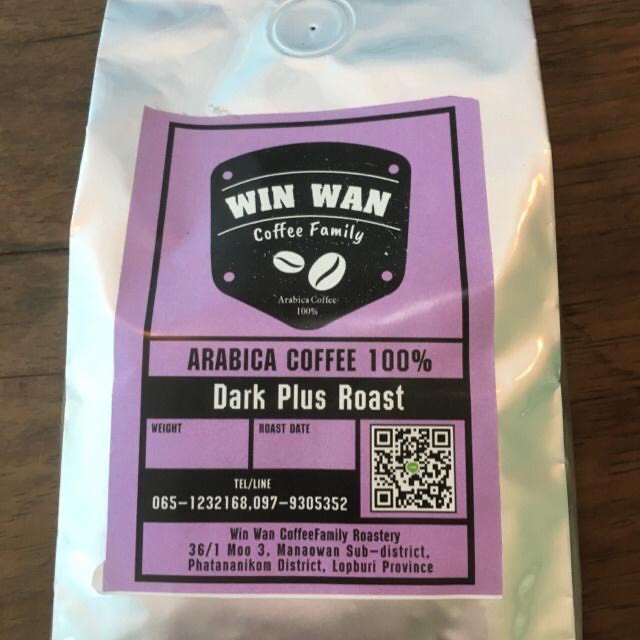 WIN WAN
Coffee Family
Arabica Coffee
100%
ARABICA COFFEE 100%
Dark Plus Roast
WEIGHT
ROAST DATE
TEL/LINE
065-1232168,097-9305352
Win Wan CoffeeFamily Roastery
36/1 Moo 3, Manaowan Sub-district,
Phatananikom District, Lopburi Province